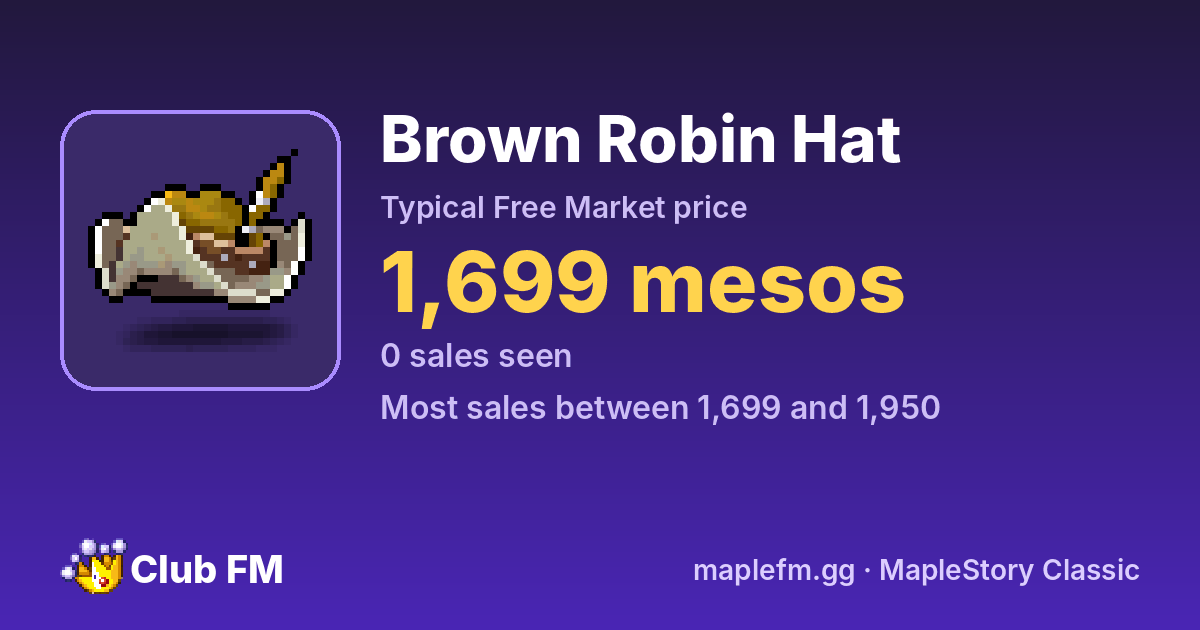 Brown Robin Hat
Typical Free Market price
1,699 mesos
0 sales seen
Most sales between 1,699 and 1,950
Club FM
maplefm.gg · MapleStory Classic